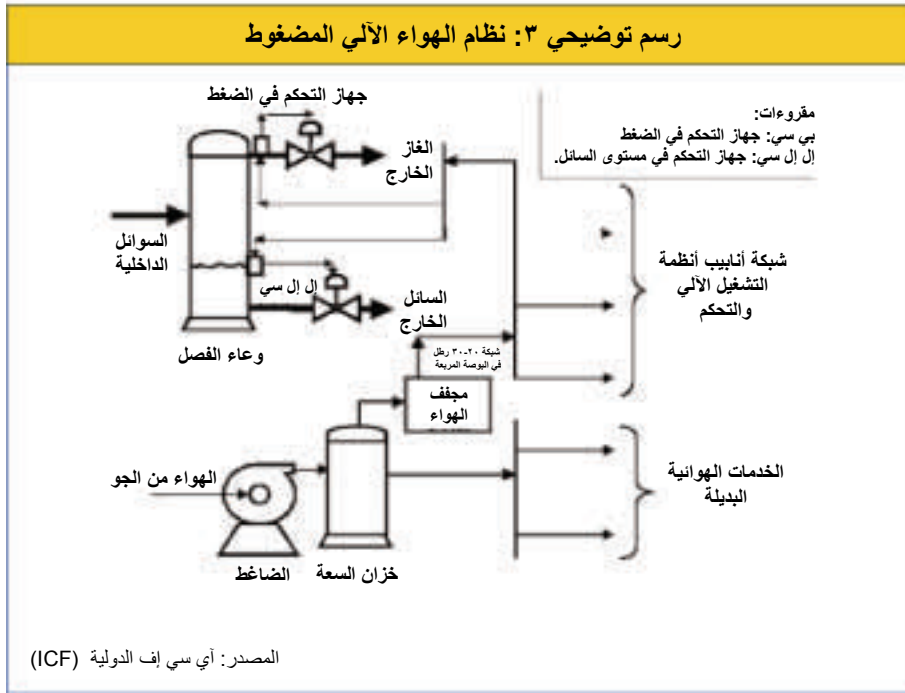 رسم توضيحي ٣: نظام الهواء الآلي المضغوط
جهاز التحكم في الضغط
مقروءات:
بي سي: جهاز التحكم في الضغط
إل إل سي: جهاز التحكم في مستوى السائل.
الغاز
الخارج
السوائل
الداخلية
إل إل سي
السائل
الخارج
وعاء الفصل
شبكة أنابيب أنظمة
التشغيل الآلي
والتحكم
شبكة ٢٠-٣٠ رطل
في البوصة المربعة
مجفف
الهواء
الهواء من الجو
الضاغط
خزان السعة
الخدمات الهوائية
البديلة
المصدر: آي سي إف الدولية (ICF)